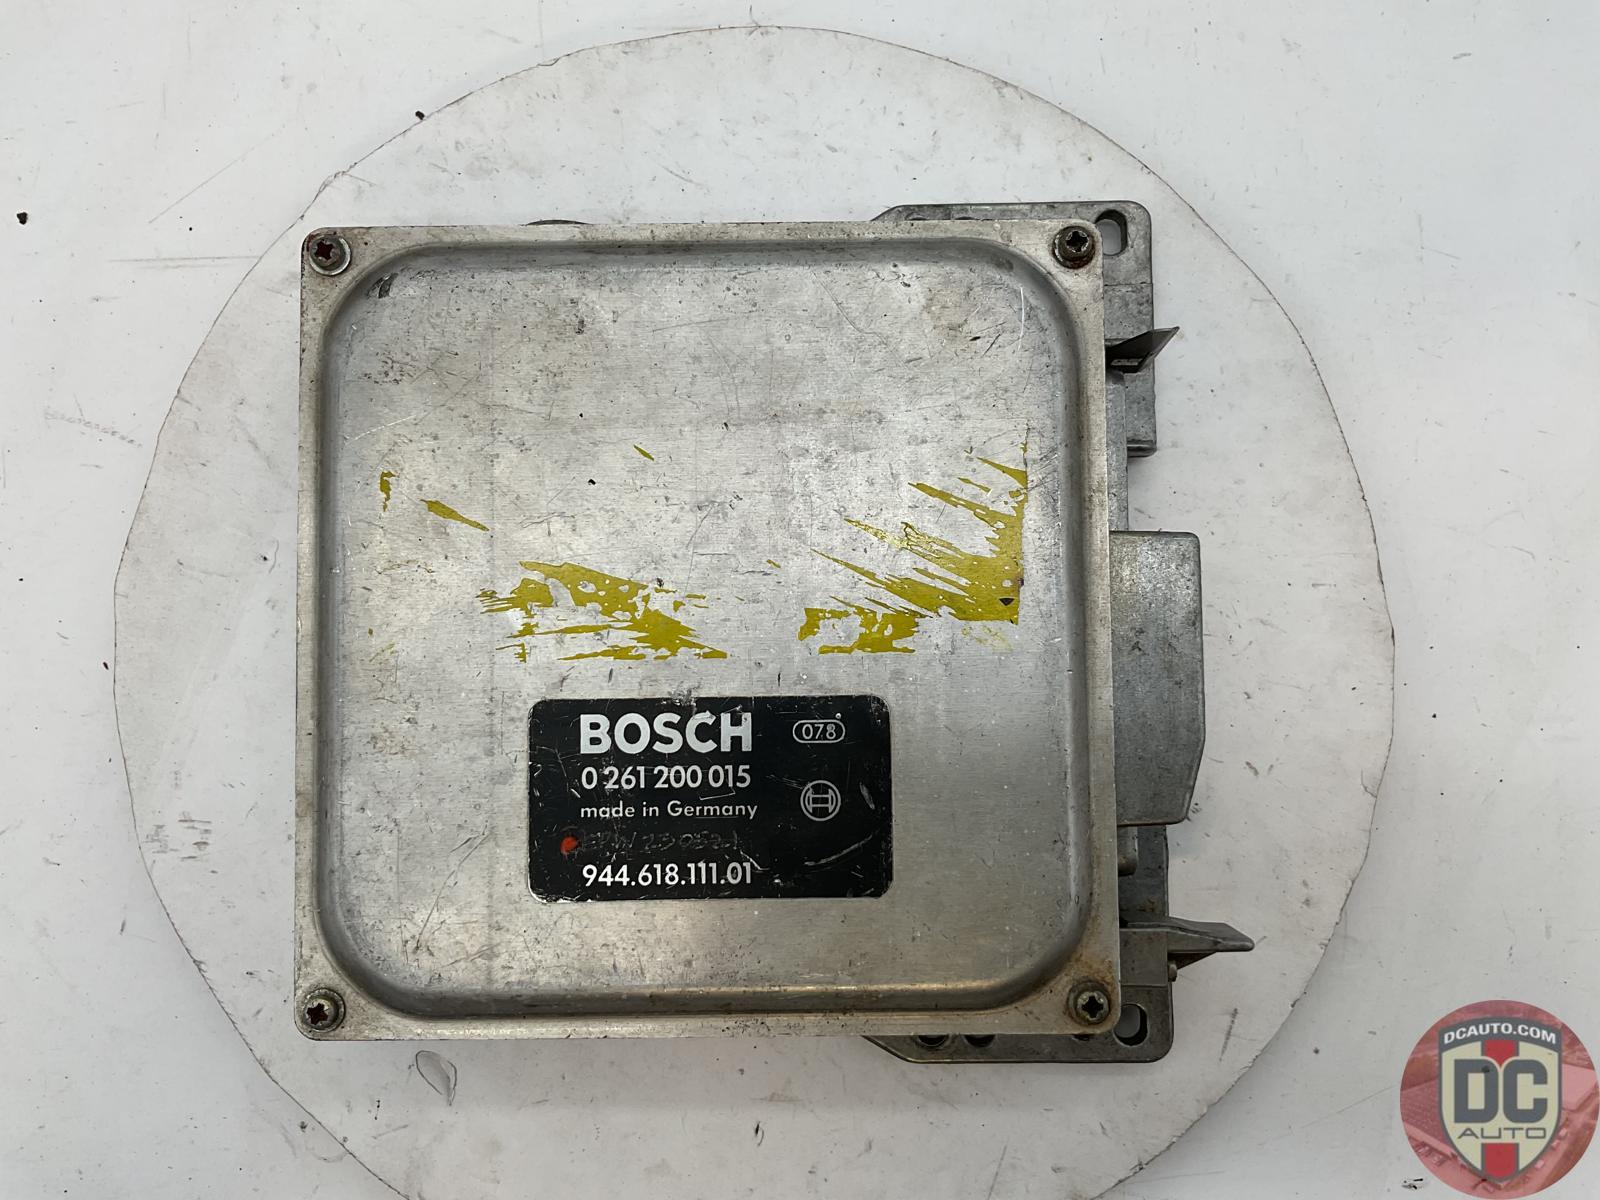 BOSCH
078
0 261 200 015
made in Germany
944.618.111.01
DCAUTO.COM
DC
AUTO